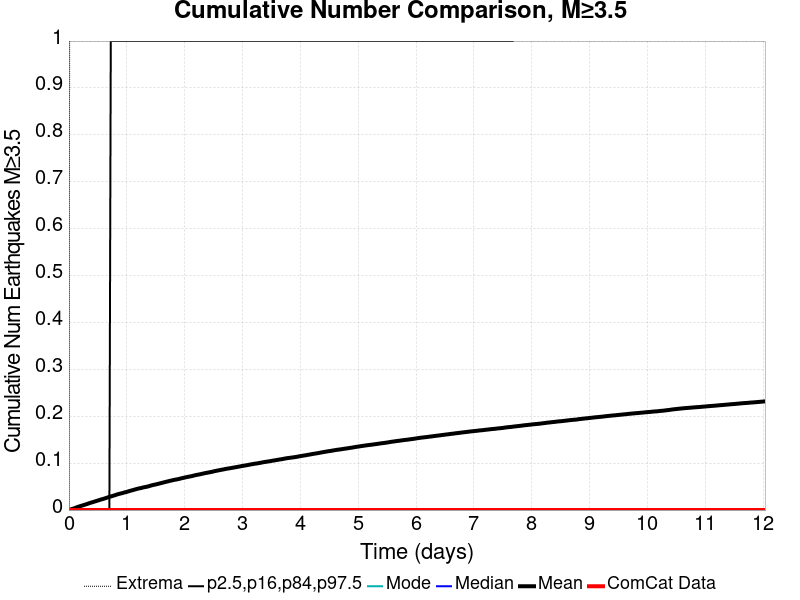 Cumulative Number Comparison, M≥3.5
Cumulative Num Earthquakes M≥3.5
1
0.9
0.8
0.7
0.6
0.5
0.4
0.3
0.2
0.1
0
0 1 2 3 4 5 6 7 8 9 10 11 12
Time (days)
Extrema p2.5,p16,p84,p97.5 Mode Median Mean ComCat Data